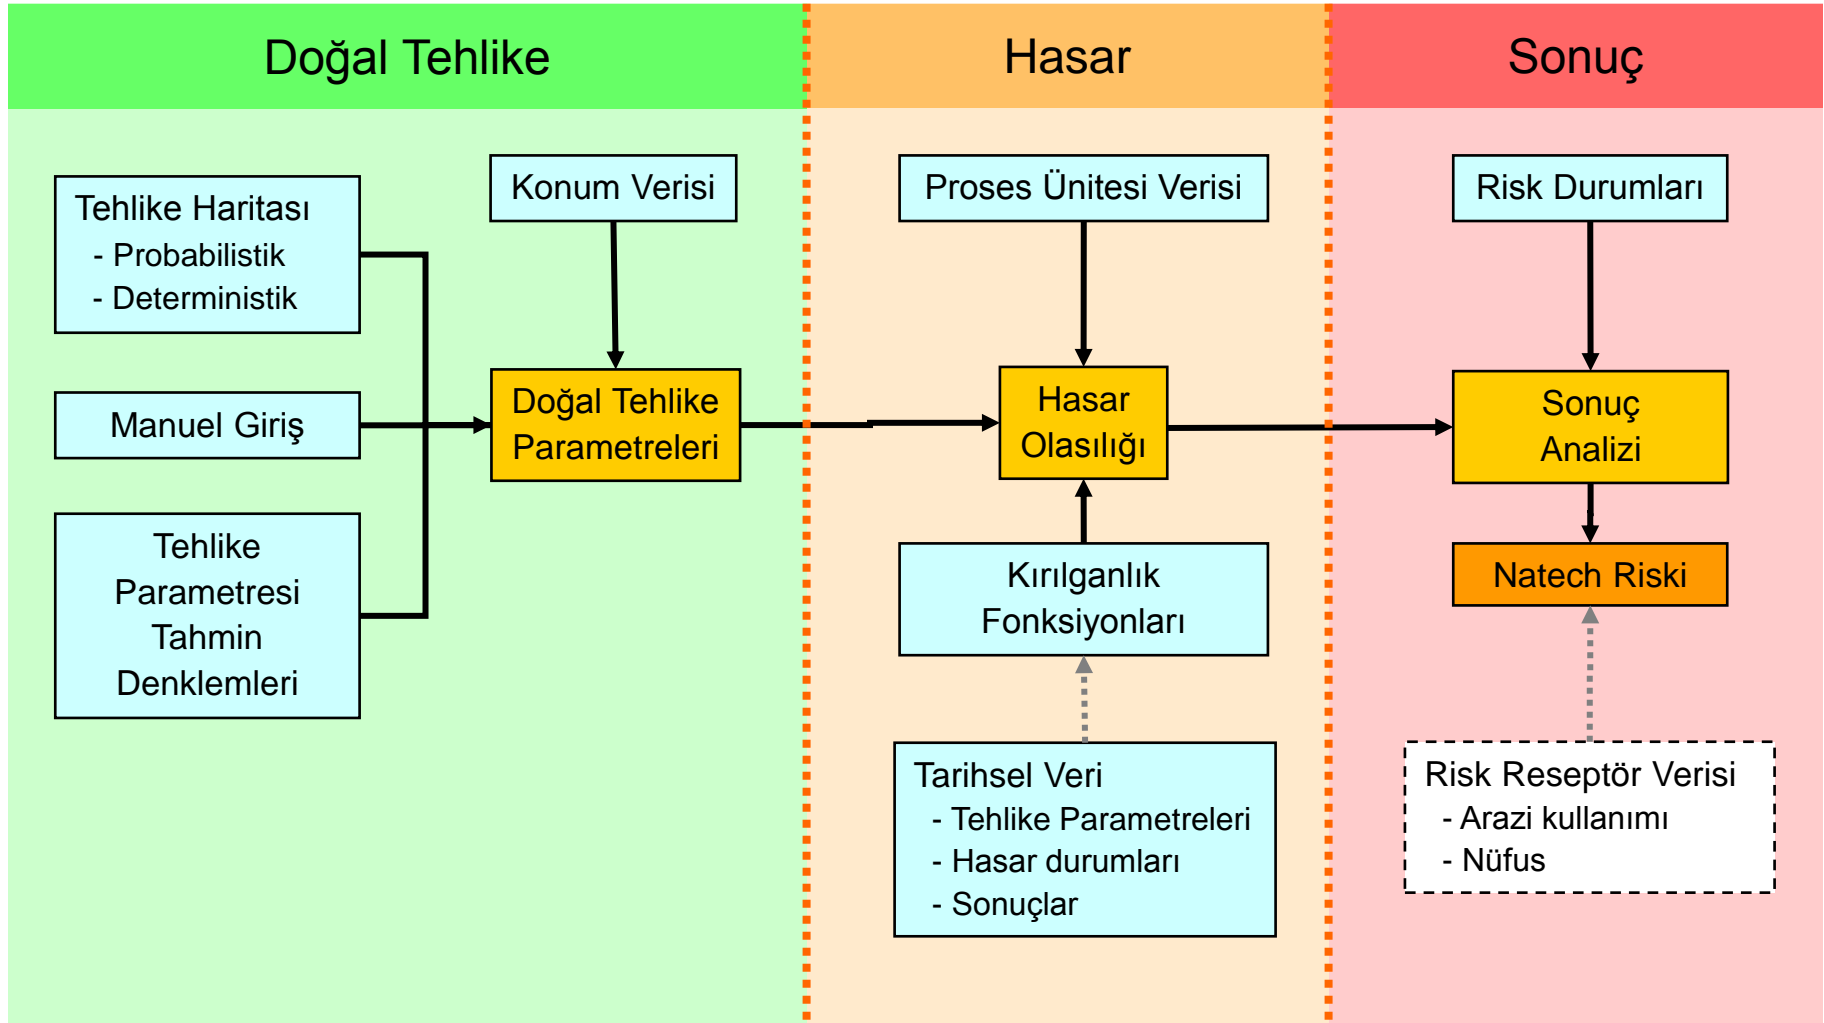 Doğal Tehlike
Hasar
Sonuç
Tehlike Haritası
- Probabilistik
- Deterministik
Konum Verisi
Manuel Giriş
Tehlike
Parametresi
Tahmin
Denklemleri
Doğal Tehlike
Parametreleri
Proses Ünitesi Verisi
Hasar
Olasılığı
Kırılganlık
Fonksiyonları
Tarihsel Veri
- Tehlike Parametreleri
- Hasar durumları
- Sonuçlar
Risk Durumları
Sonuç
Analizi
Natech Riski
Risk Reseptör Verisi
- Arazi kullanımı
- Nüfus